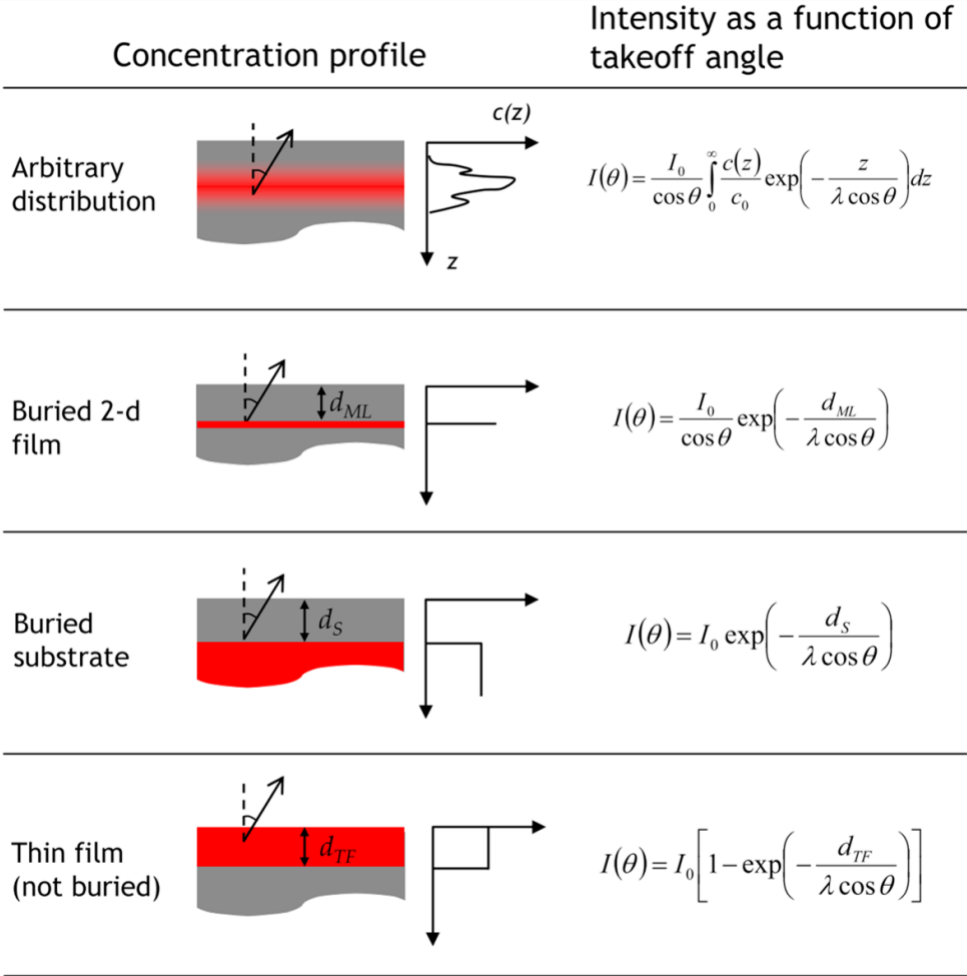 Concentration profile
Intensity as a function of
takeoff angle
Arbitrary
distribution
c(z)
z
I(θ) = I₀/cosθ ∫₀^∞ c(z)/c₀ exp(−z/(λ cosθ)) dz
Buried 2-d
film
d_ML
I(θ) = I₀/cosθ exp(−d_ML/(λ cosθ))
Buried
substrate
d_S
I(θ) = I₀ exp(−d_S/(λ cosθ))
Thin film
(not buried)
d_TF
I(θ) = I₀[1 − exp(−d_TF/(λ cosθ))]